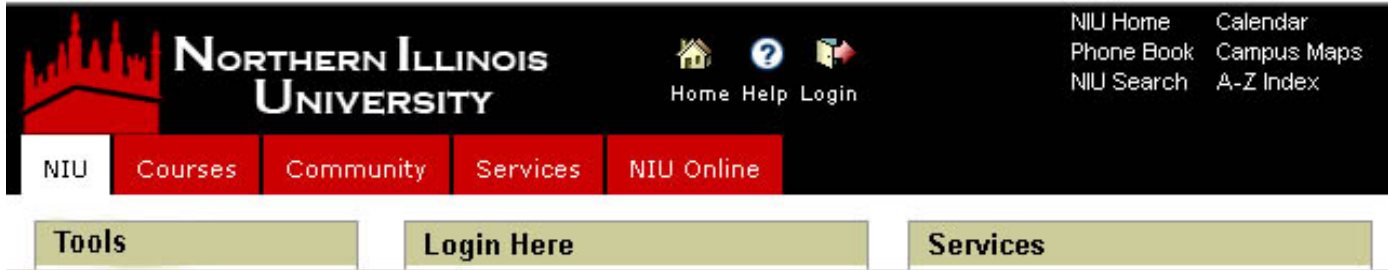 NORTHERN ILLINOIS
UNIVERSITY
Home Help Login
NIU Home Calendar
Phone Book Campus Maps
NIU Search A-Z Index
NIU Courses Community Services NIU Online
Tools Login Here Services